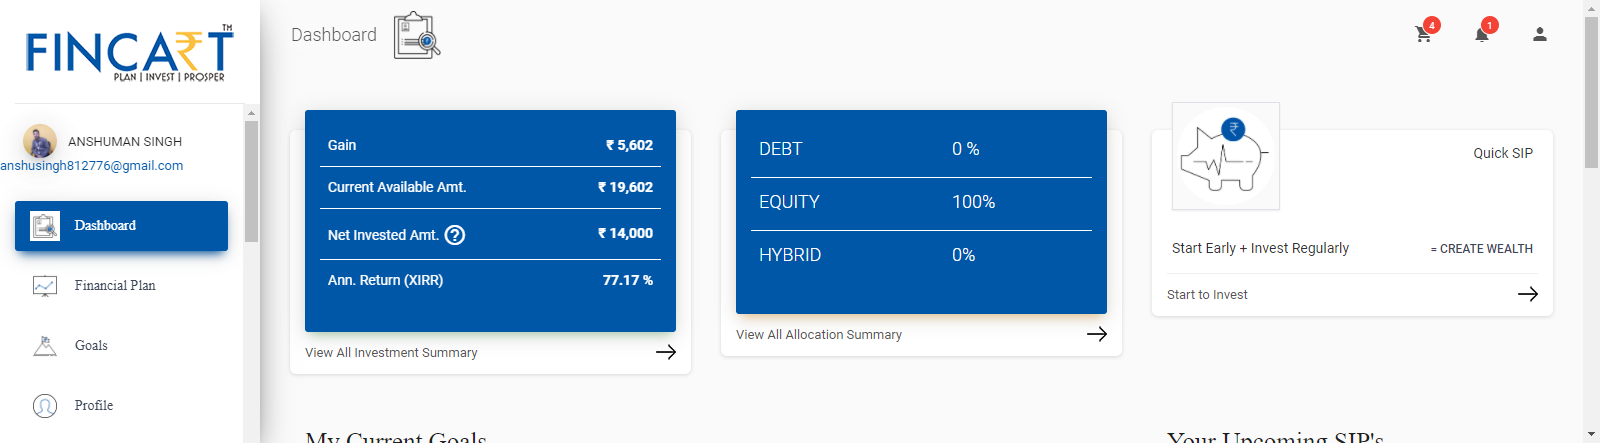 FINCA₹T™
PLAN | INVEST | PROSPER
ANSHUMAN SINGH
anshusingh812776@gmail.com
Dashboard
Financial Plan
Goals
Profile
Dashboard
4
1
Gain ₹ 5,602
Current Available Amt. ₹ 19,602
Net Invested Amt. ? ₹ 14,000
Ann. Return (XIRR) 77.17 %
View All Investment Summary
DEBT 0 %
EQUITY 100%
HYBRID 0%
View All Allocation Summary
₹
Quick SIP
Start Early + Invest Regularly = CREATE WEALTH
Start to Invest
My Current Goals
Your Upcoming SIP's